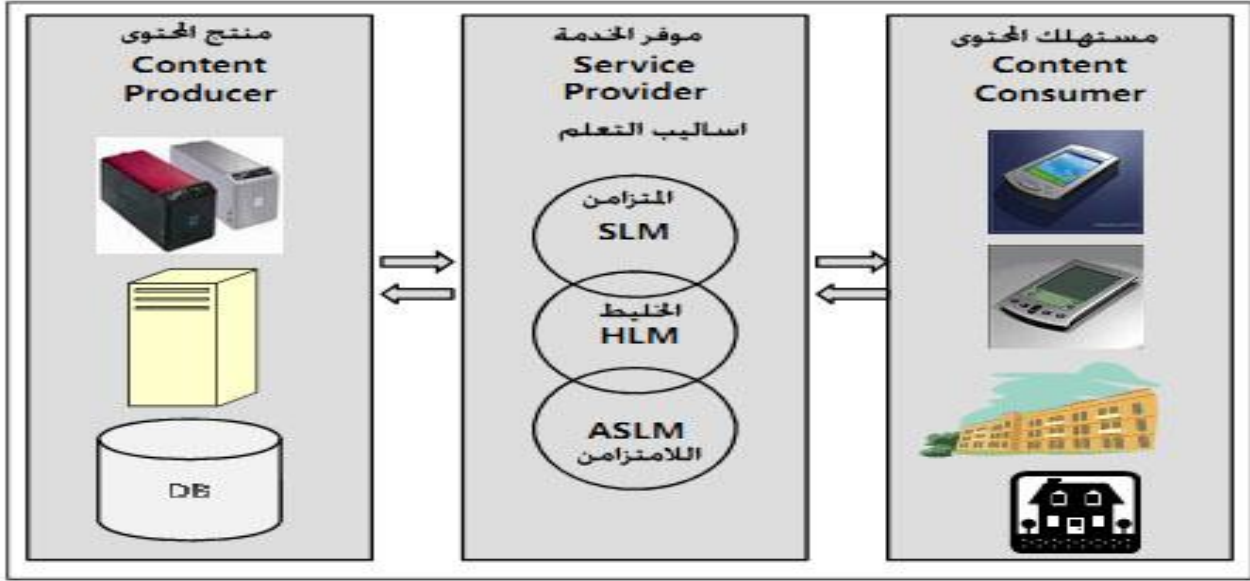 منتج المحتوى
Content
Producer
DB
موفر الخدمة
Service
Provider
اساليب التعلم
المتزامن
SLM
الخليط
HLM
ASLM
اللامتزامن
مستهلك المحتوى
Content
Consumer